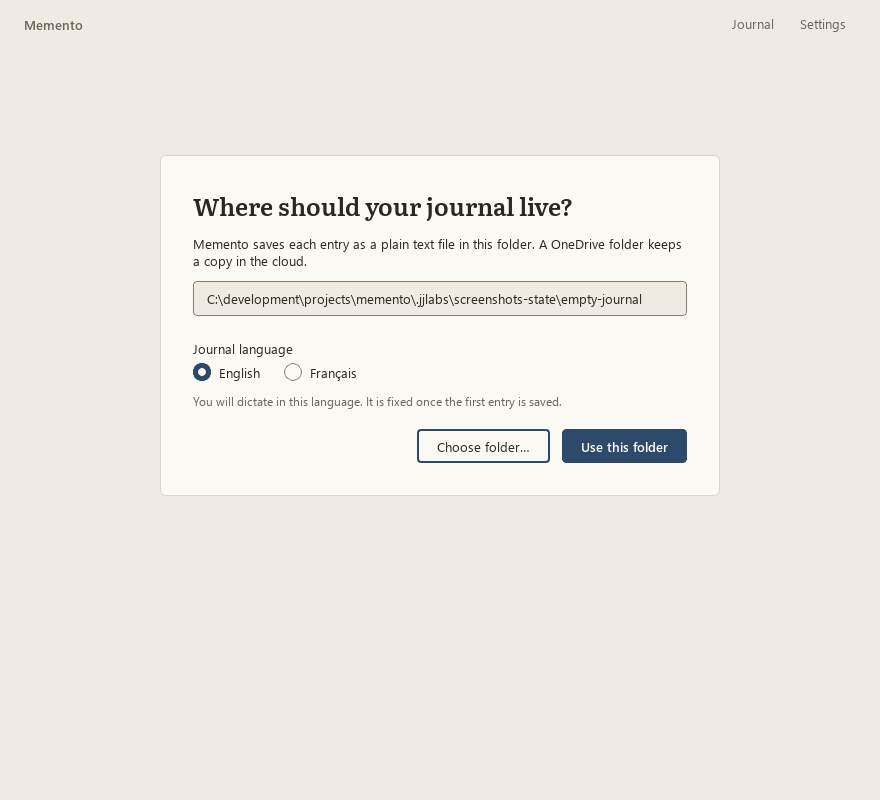 Memento
Journal
Settings
Where should your journal live?
Memento saves each entry as a plain text file in this folder. A OneDrive folder keeps
a copy in the cloud.
C:\development\projects\memento\.jjlabs\screenshots-state\empty-journal
Journal language
English
Français
You will dictate in this language. It is fixed once the first entry is saved.
Choose folder...
Use this folder